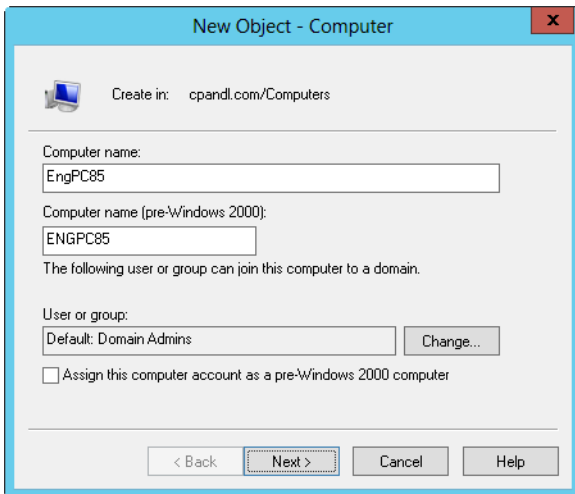 New Object - Computer
x
Create in: cpandl.com/Computers
Computer name:
EngPC85
Computer name (pre-Windows 2000):
ENGPC85
The following user or group can join this computer to a domain.
User or group:
Default: Domain Admins
Change...
Assign this computer account as a pre-Windows 2000 computer
< Back Next > Cancel Help